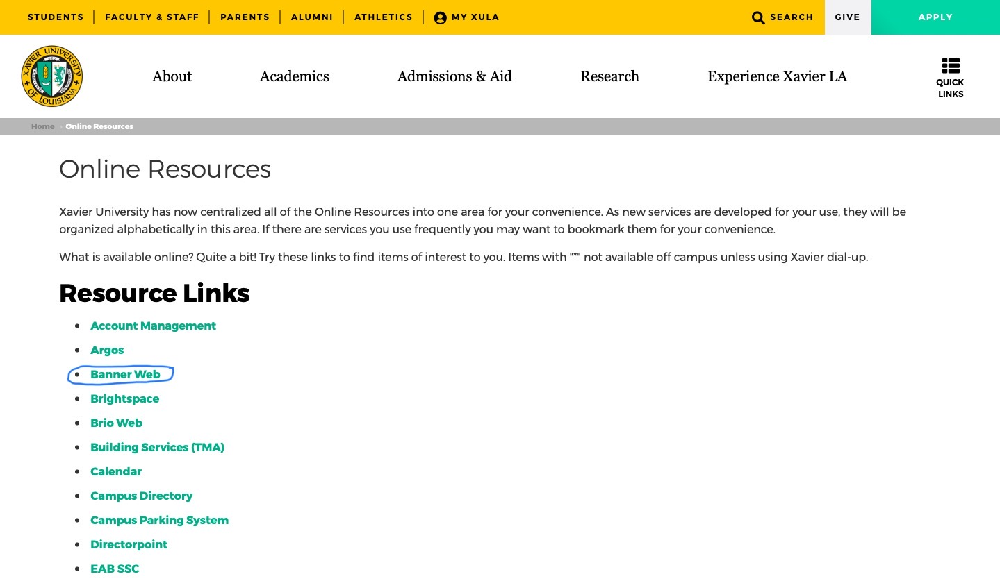 STUDENTS FACULTY & STAFF PARENTS ALUMNI ATHLETICS MY XULA SEARCH GIVE APPLY
XAVIER UNIVERSITY OF LOUISIANA
About Academics Admissions & Aid Research Experience Xavier LA
QUICK
LINKS
Home › Online Resources
Online Resources
Xavier University has now centralized all of the Online Resources into one area for your convenience. As new services are developed for your use, they will be
organized alphabetically in this area. If there are services you use frequently you may want to bookmark them for your convenience.
What is available online? Quite a bit! Try these links to find items of interest to you. Items with "*" not available off campus unless using Xavier dial-up.
Resource Links
• Account Management
• Argos
• Banner Web
• Brightspace
• Brio Web
• Building Services (TMA)
• Calendar
• Campus Directory
• Campus Parking System
• Directorpoint
• EAB SSC